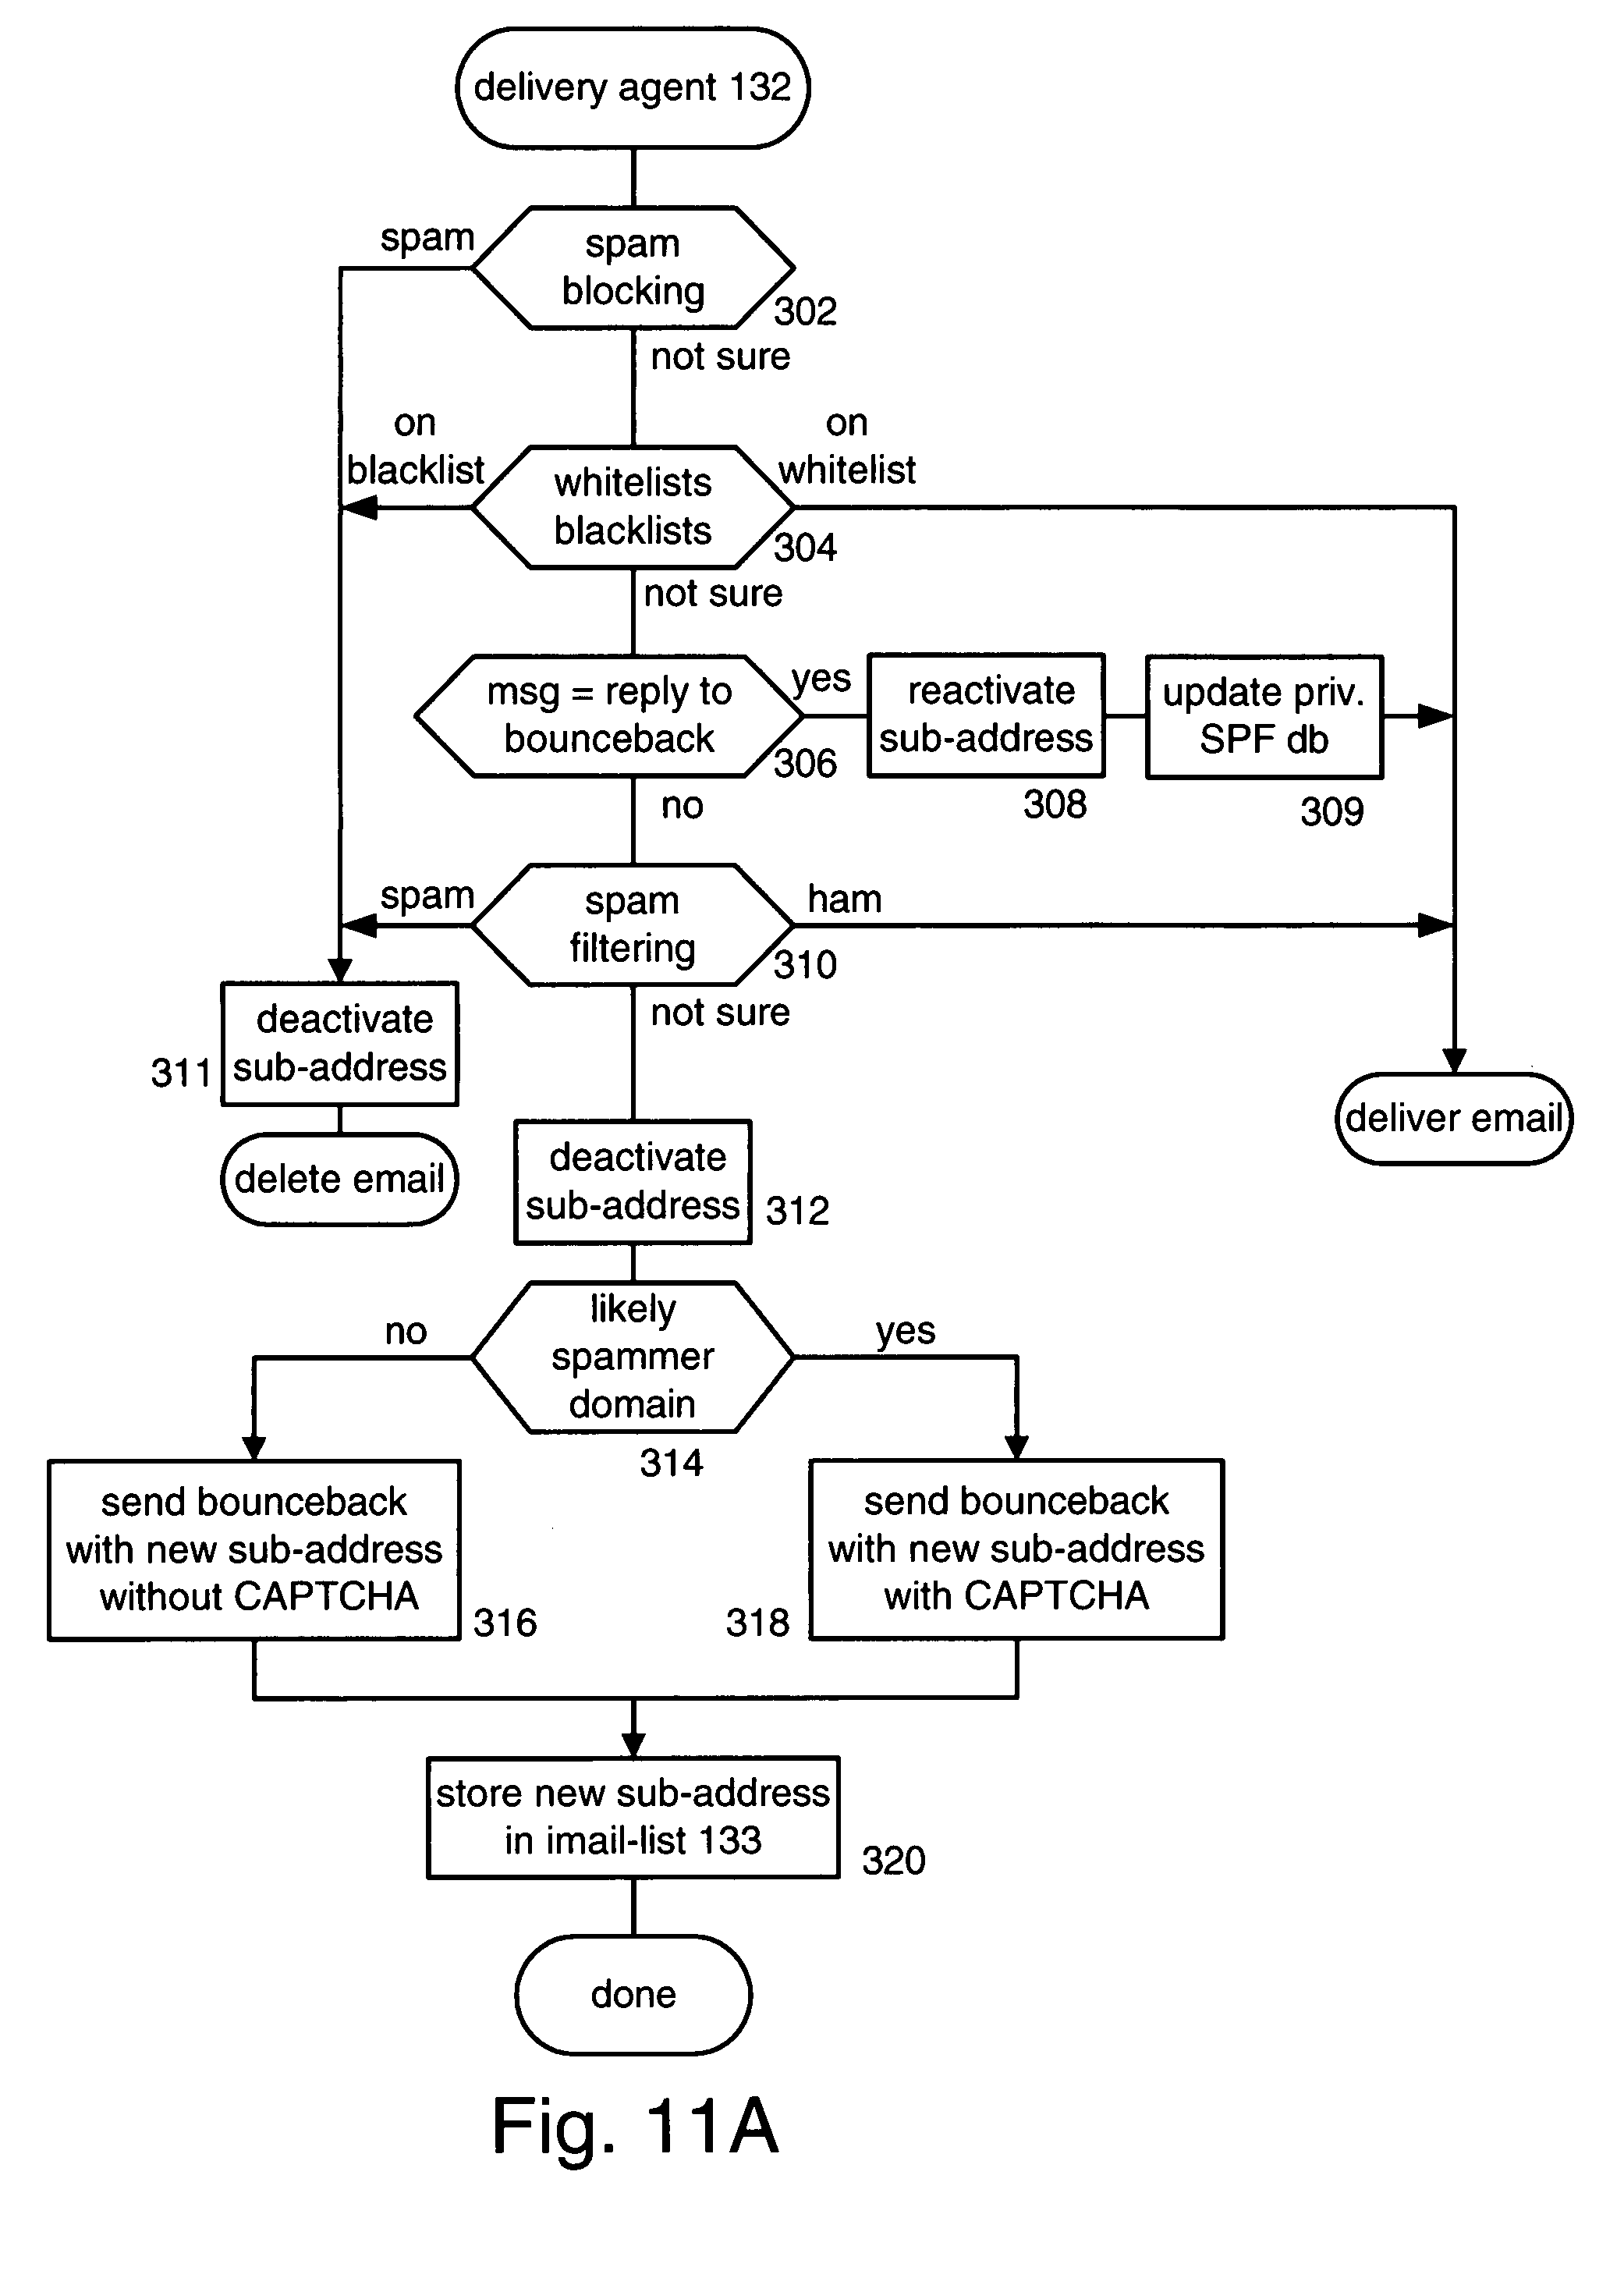 delivery agent 132
spam
spam
blocking
302
not sure
on
blacklist
on
whitelist
whitelists
blacklists
304
not sure
msg = reply to
bounceback
306
yes
reactivate
sub-address
308
update priv.
SPF db
309
no
spam
spam
filtering
310
ham
not sure
deactivate
sub-address
311
delete email
deliver email
deactivate
sub-address
312
no
likely
spammer
domain
314
yes
send bounceback
with new sub-address
without CAPTCHA
316
send bounceback
with new sub-address
with CAPTCHA
318
store new sub-address
in imail-list 133
320
done
Fig. 11A